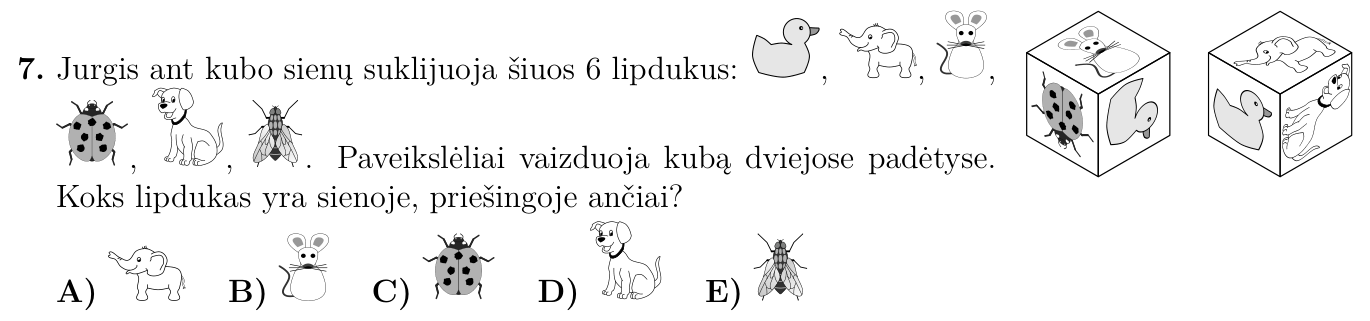 7. Jurgis ant kubo sienų suklijuoja šiuos 6 lipdukus: , , ,
, , . Paveikslėliai vaizduoja kubą dviejose padėtyse.
Koks lipdukas yra sienoje, priešingoje ančiai?
A) B) C) D) E)